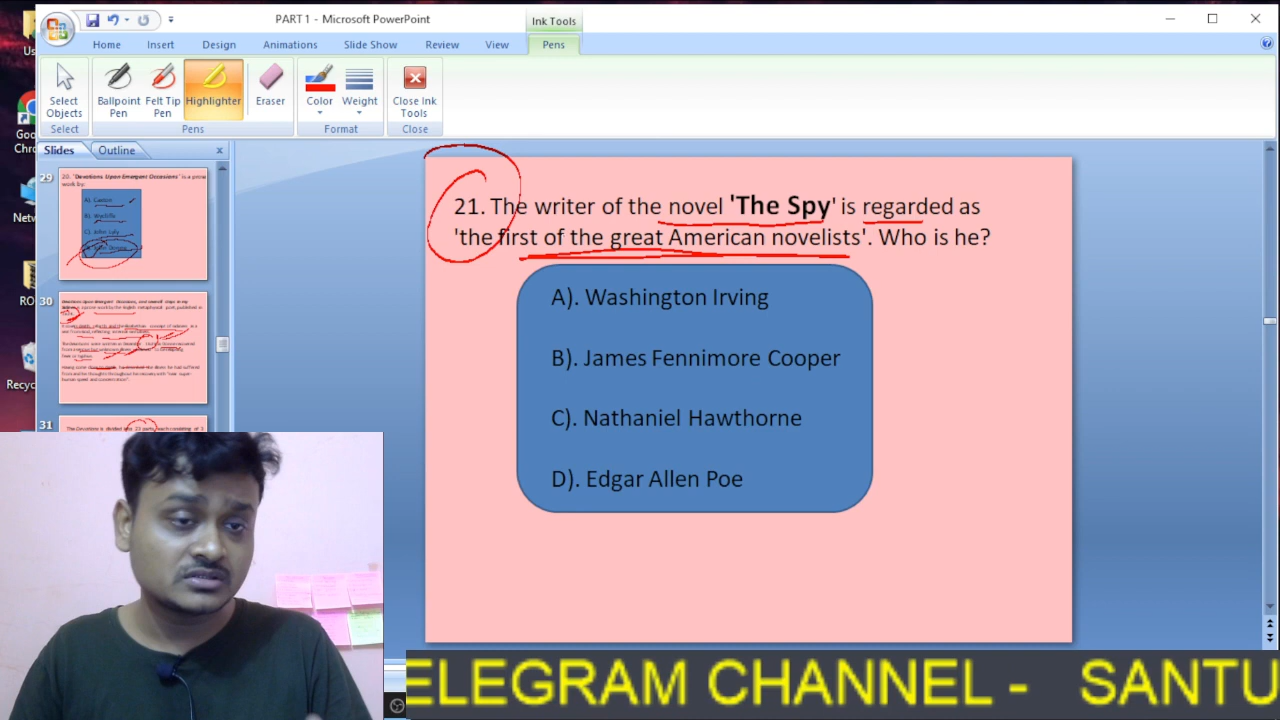 PART 1 - Microsoft PowerPoint
Ink Tools
Home Insert Design Animations Slide Show Review View Pens
Select Objects
Ballpoint Pen
Felt Tip Pen
Highlighter
Eraser
Color
Weight
Close Ink Tools
Select
Pens
Format
Close
Slides Outline
29
30
31
21. The writer of the novel 'The Spy' is regarded as
'the first of the great American novelists'. Who is he?
A). Washington Irving
B). James Fennimore Cooper
C). Nathaniel Hawthorne
D). Edgar Allen Poe
ELEGRAM CHANNEL - SANTU